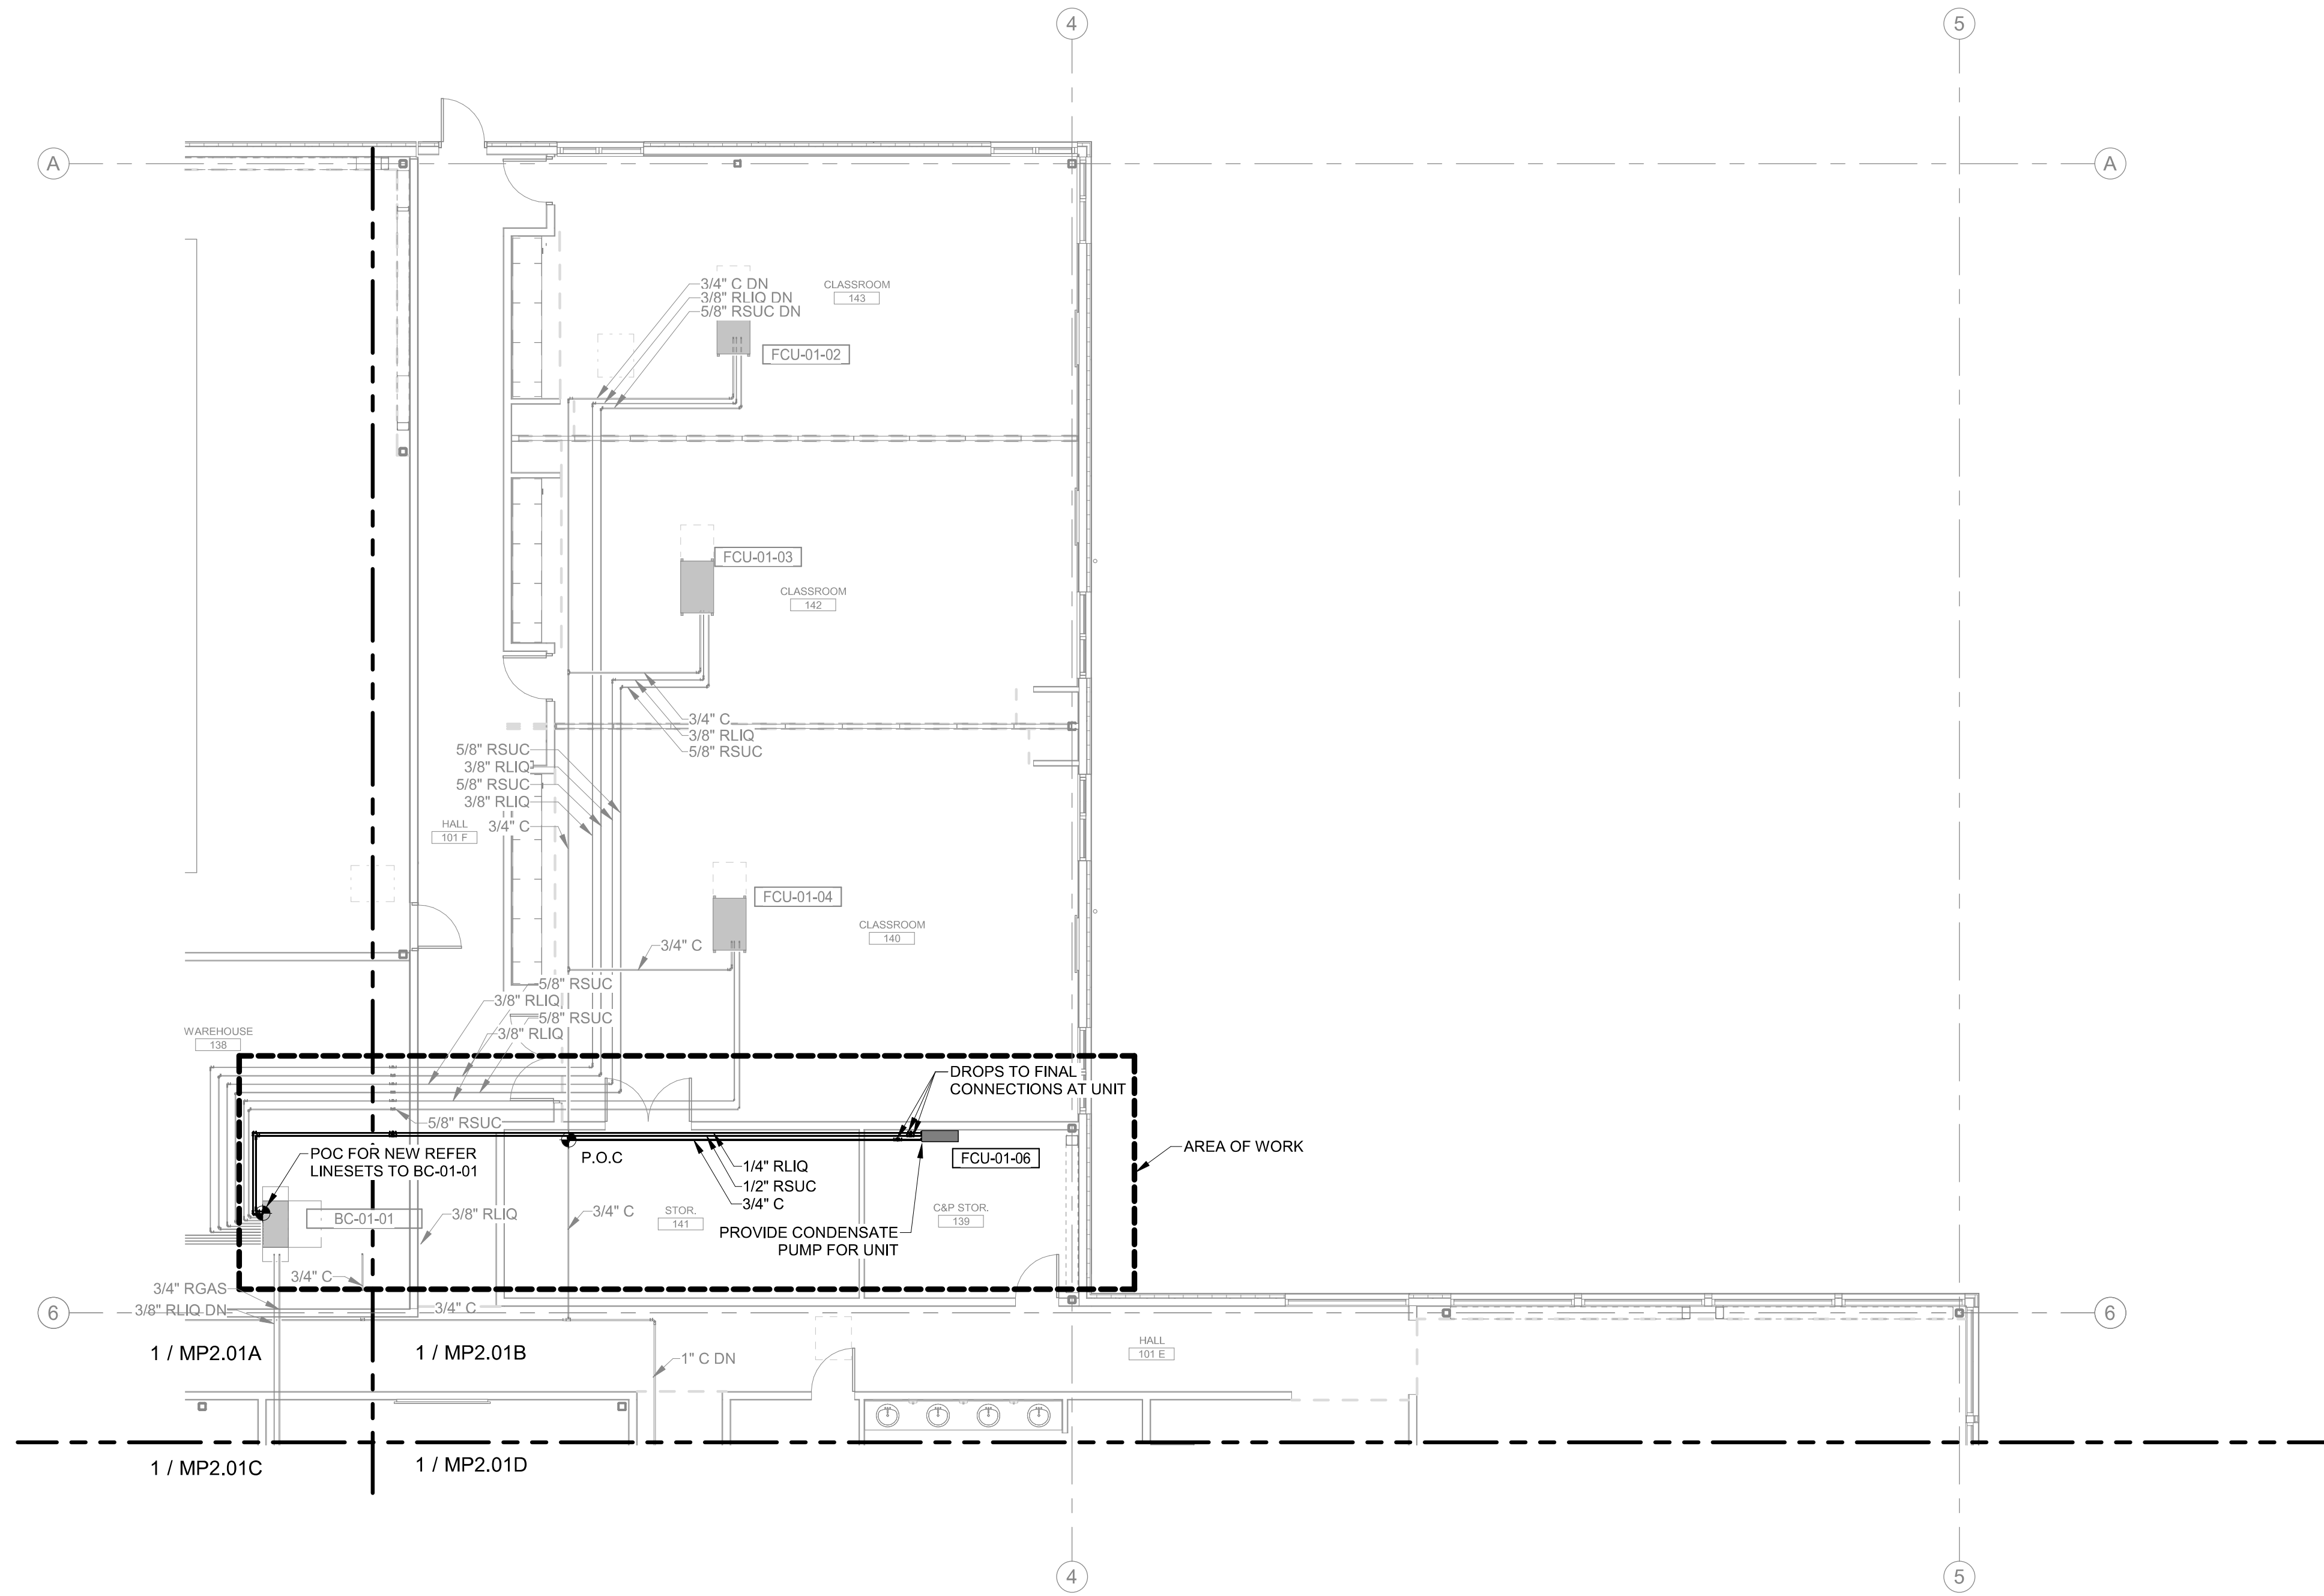 4
5
A
A
3/4" C DN
3/8" RLIQ DN
5/8" RSUC DN
CLASSROOM
143
FCU-01-02
FCU-01-03
CLASSROOM
142
3/4" C
3/8" RLIQ
5/8" RSUC
5/8" RSUC
3/8" RLIQ
5/8" RSUC
3/8" RLIQ
3/4" C
HALL
101 F
FCU-01-04
CLASSROOM
140
3/4" C
5/8" RSUC
3/8" RLIQ
5/8" RSUC
3/8" RLIQ
WAREHOUSE
138
DROPS TO FINAL
CONNECTIONS AT UNIT
5/8" RSUC
AREA OF WORK
POC FOR NEW REFER
LINESETS TO BC-01-01
P.O.C
1/4" RLIQ
1/2" RSUC
3/4" C
FCU-01-06
BC-01-01
3/8" RLIQ
3/4" C
STOR.
141
C&P STOR.
139
PROVIDE CONDENSATE
PUMP FOR UNIT
3/4" C
3/4" RGAS
3/8" RLIQ DN
3/4" C
6
6
1 / MP2.01A
1 / MP2.01B
1" C DN
HALL
101 E
1 / MP2.01C
1 / MP2.01D
4
5